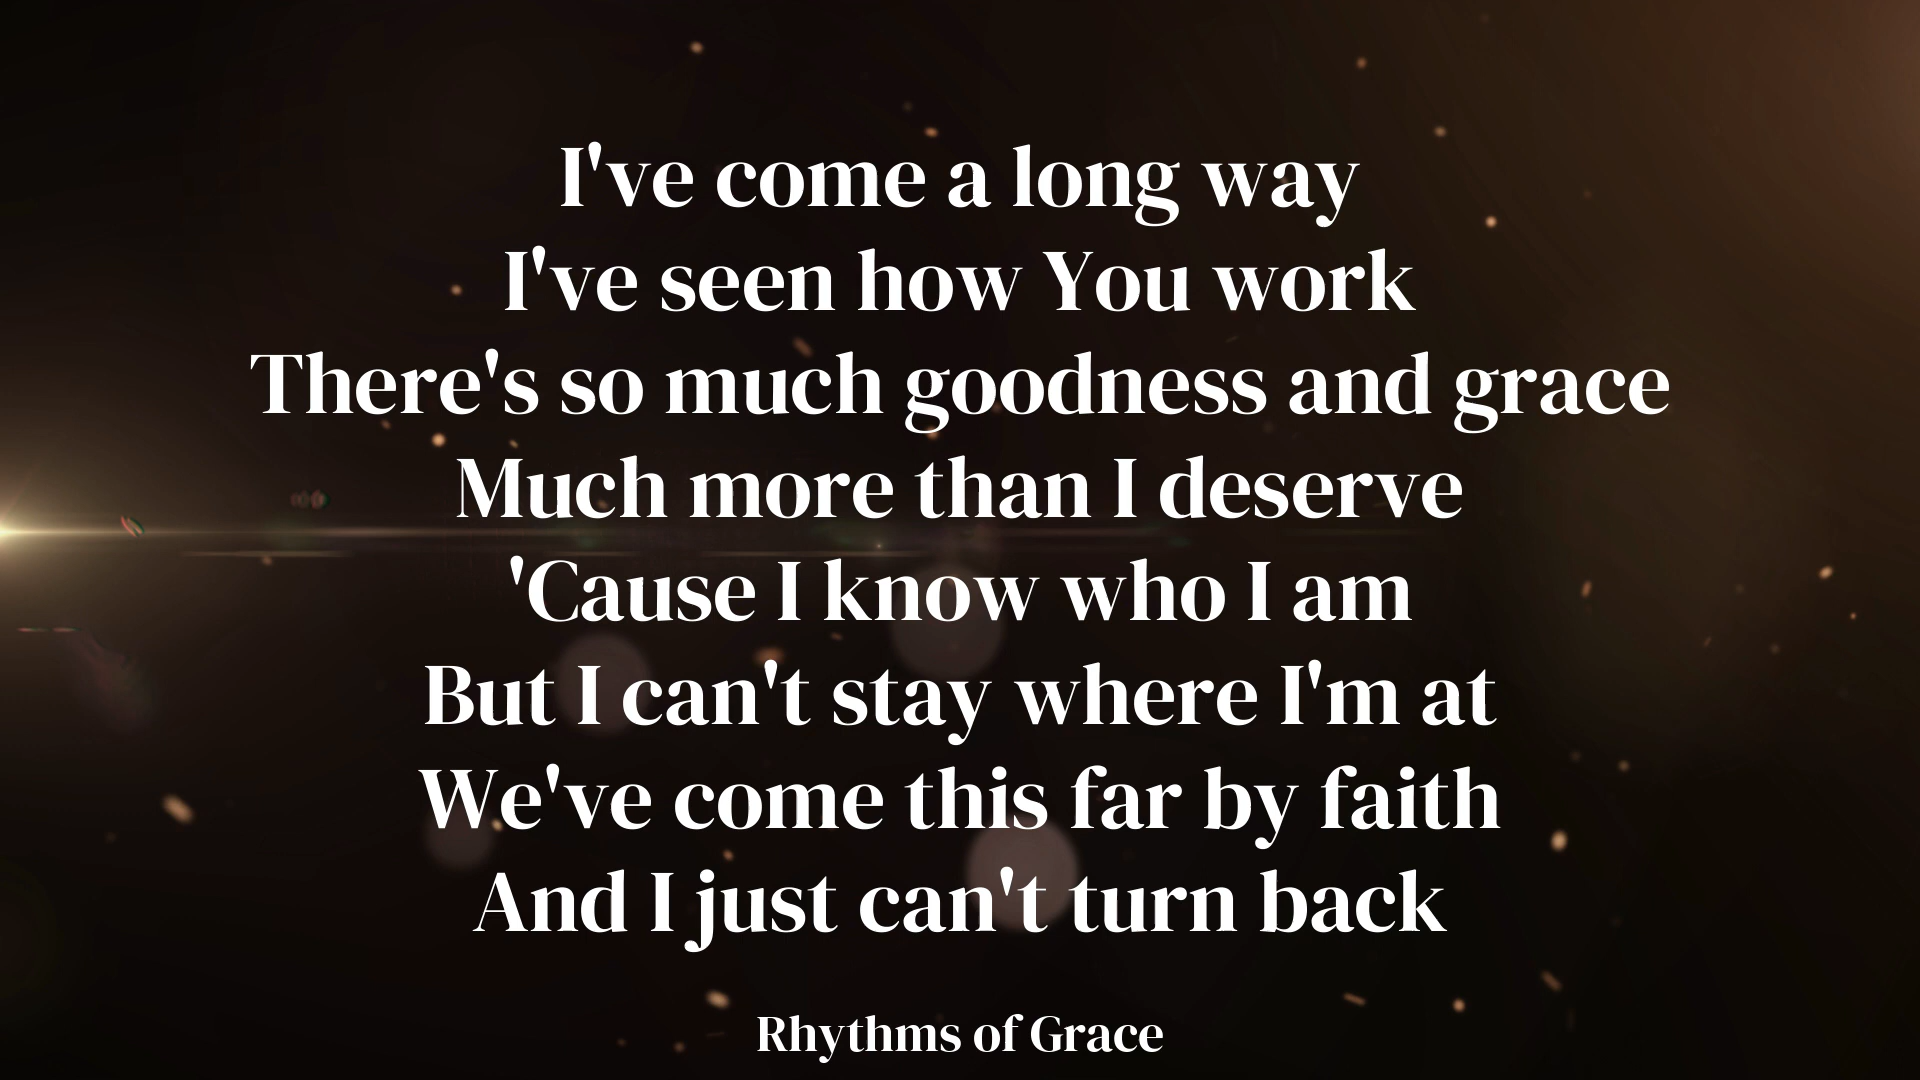 I've come a long way
I've seen how You work
There's so much goodness and grace
Much more than I deserve
'Cause I know who I am
But I can't stay where I'm at
We've come this far by faith
And I just can't turn back
Rhythms of Grace